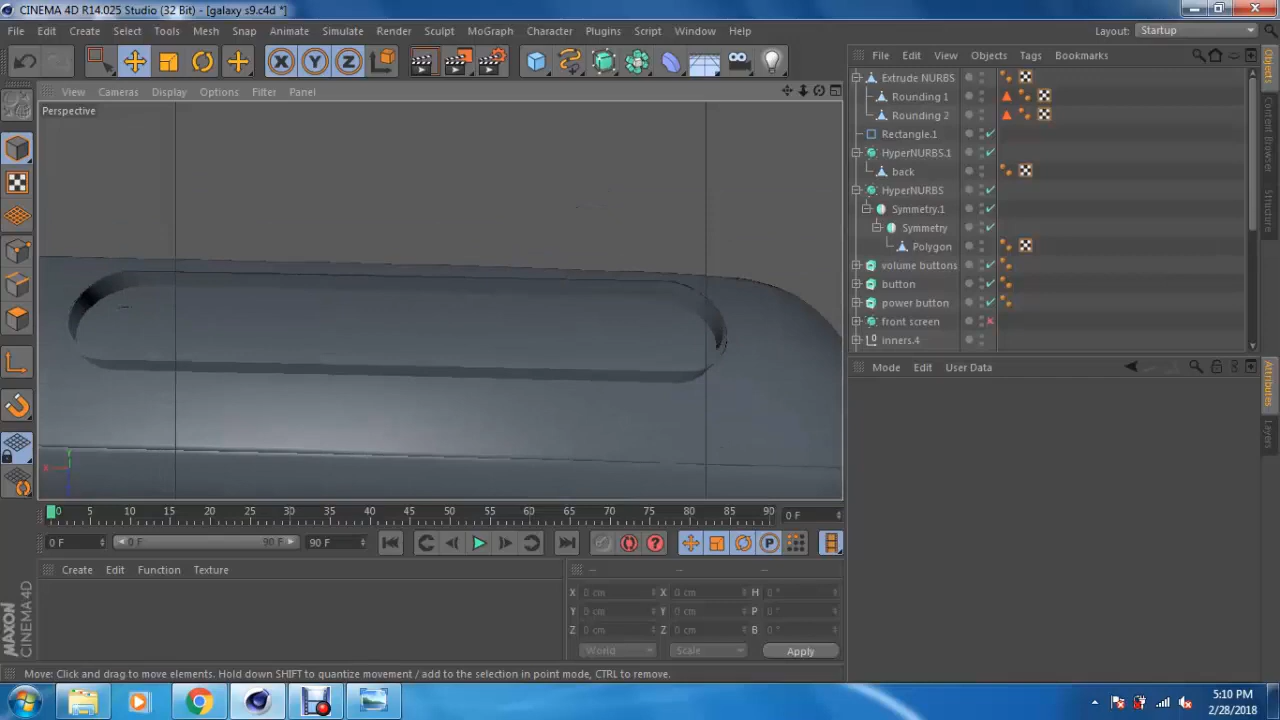 CINEMA 4D R14.025 Studio (32 Bit) - [galaxy s9.c4d *]
File Edit Create Select Tools Mesh Snap Animate Simulate Render Sculpt MoGraph Character Plugins Script Window Help
Layout: Startup
X Y Z
File Edit View Objects Tags Bookmarks
View Cameras Display Options Filter Panel
Perspective
Extrude NURBS
Rounding 1
Rounding 2
Rectangle.1
HyperNURBS.1
back
HyperNURBS
Symmetry.1
Symmetry
Polygon
volume buttons
button
power button
front screen
inners.4
Objects
Content Browser
Structure
Mode Edit User Data
Attributes
Layers
X Y Z
0 5 10 15 20 25 30 35 40 45 50 55 60 65 70 75 80 85 90 0 F
0 F 0 F 90 F 90 F
P
Create Edit Function Texture
-- -- --
X 0 cm X 0 cm H 0 °
Y 0 cm Y 0 cm P 0 °
Z 0 cm Z 0 cm B 0 °
World Scale Apply
MAXON
CINEMA 4D
Move: Click and drag to move elements. Hold down SHIFT to quantize movement / add to the selection in point mode, CTRL to remove.
5:10 PM
2/28/2018